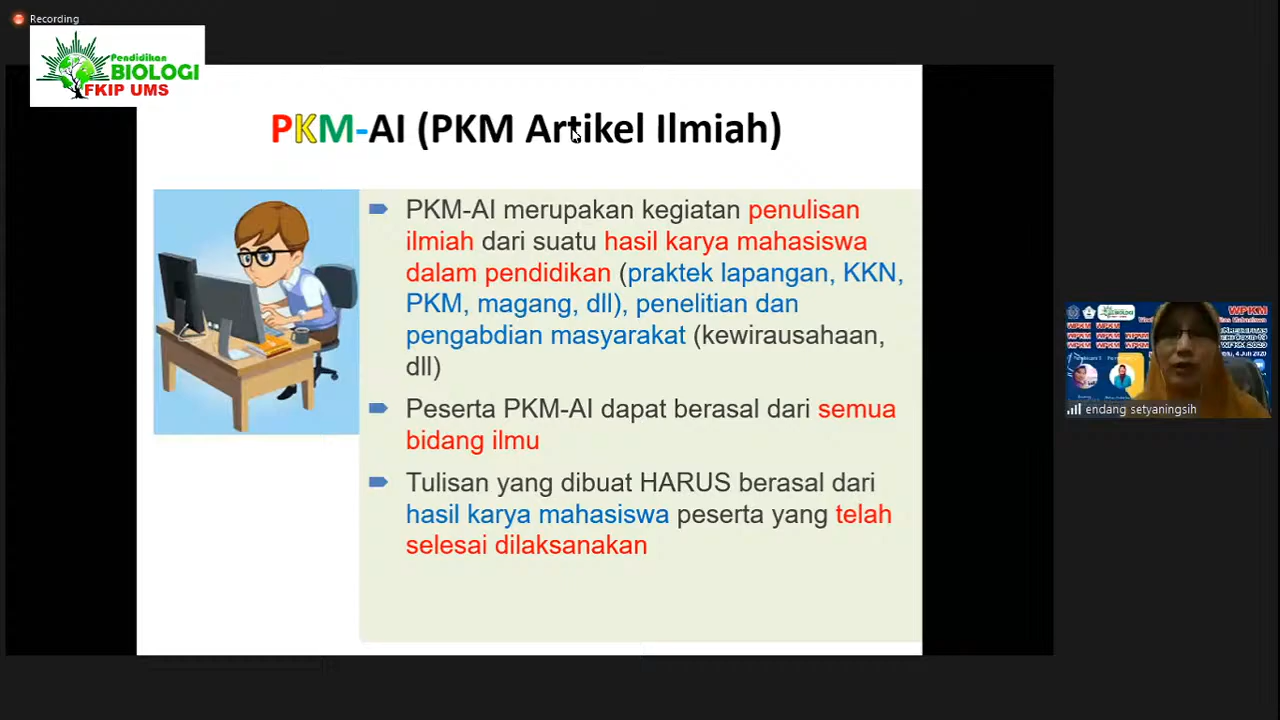 Recording
Pendidikan
BIOLOGI
FKIP UMS
PKM-AI (PKM Artikel Ilmiah)
PKM-AI merupakan kegiatan penulisan
ilmiah dari suatu hasil karya mahasiswa
dalam pendidikan (praktek lapangan, KKN,
PKM, magang, dll), penelitian dan
pengabdian masyarakat (kewirausahaan,
dll)
Peserta PKM-AI dapat berasal dari semua
bidang ilmu
Tulisan yang dibuat HARUS berasal dari
hasil karya mahasiswa peserta yang telah
selesai dilaksanakan
WPKM
endang setyaningsih